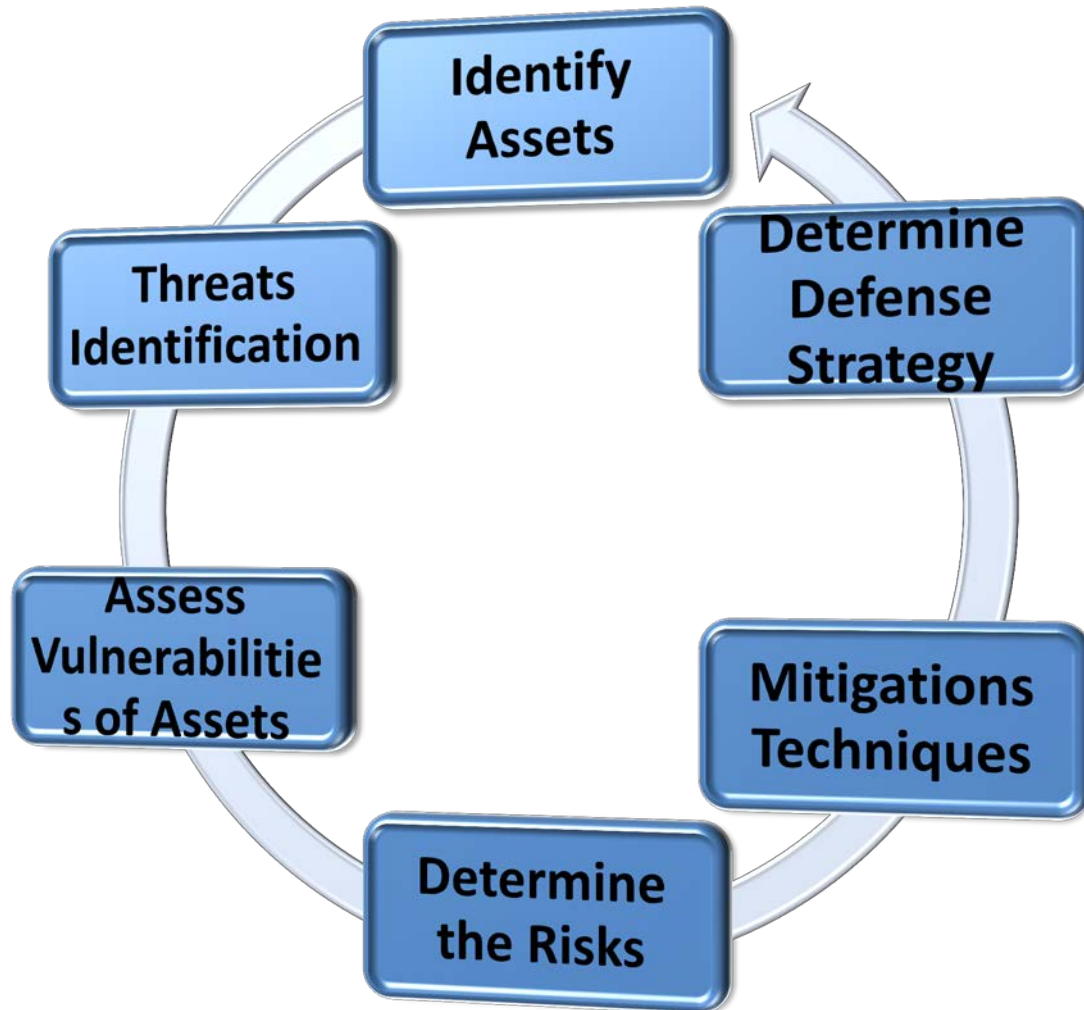 Identify
Assets
Determine
Defense
Strategy
Threats
Identification
Assess
Vulnerabilitie
s of Assets
Mitigations
Techniques
Determine
the Risks